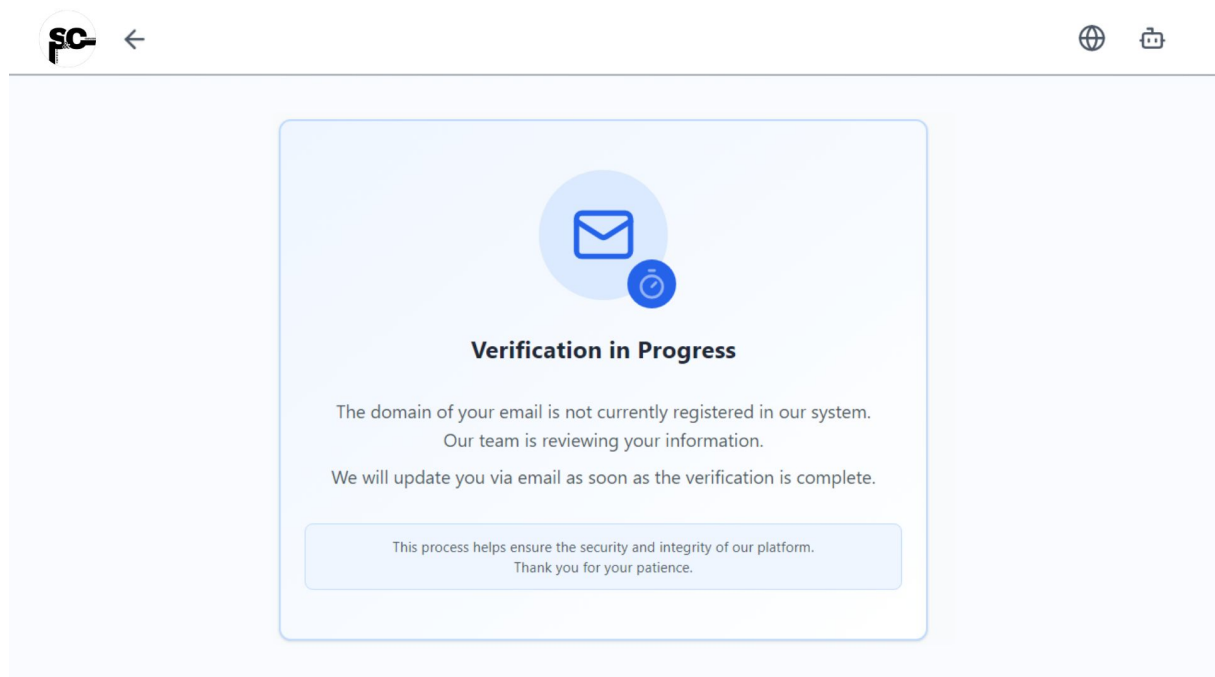 SC
P&
Verification in Progress
The domain of your email is not currently registered in our system.
Our team is reviewing your information.
We will update you via email as soon as the verification is complete.
This process helps ensure the security and integrity of our platform.
Thank you for your patience.